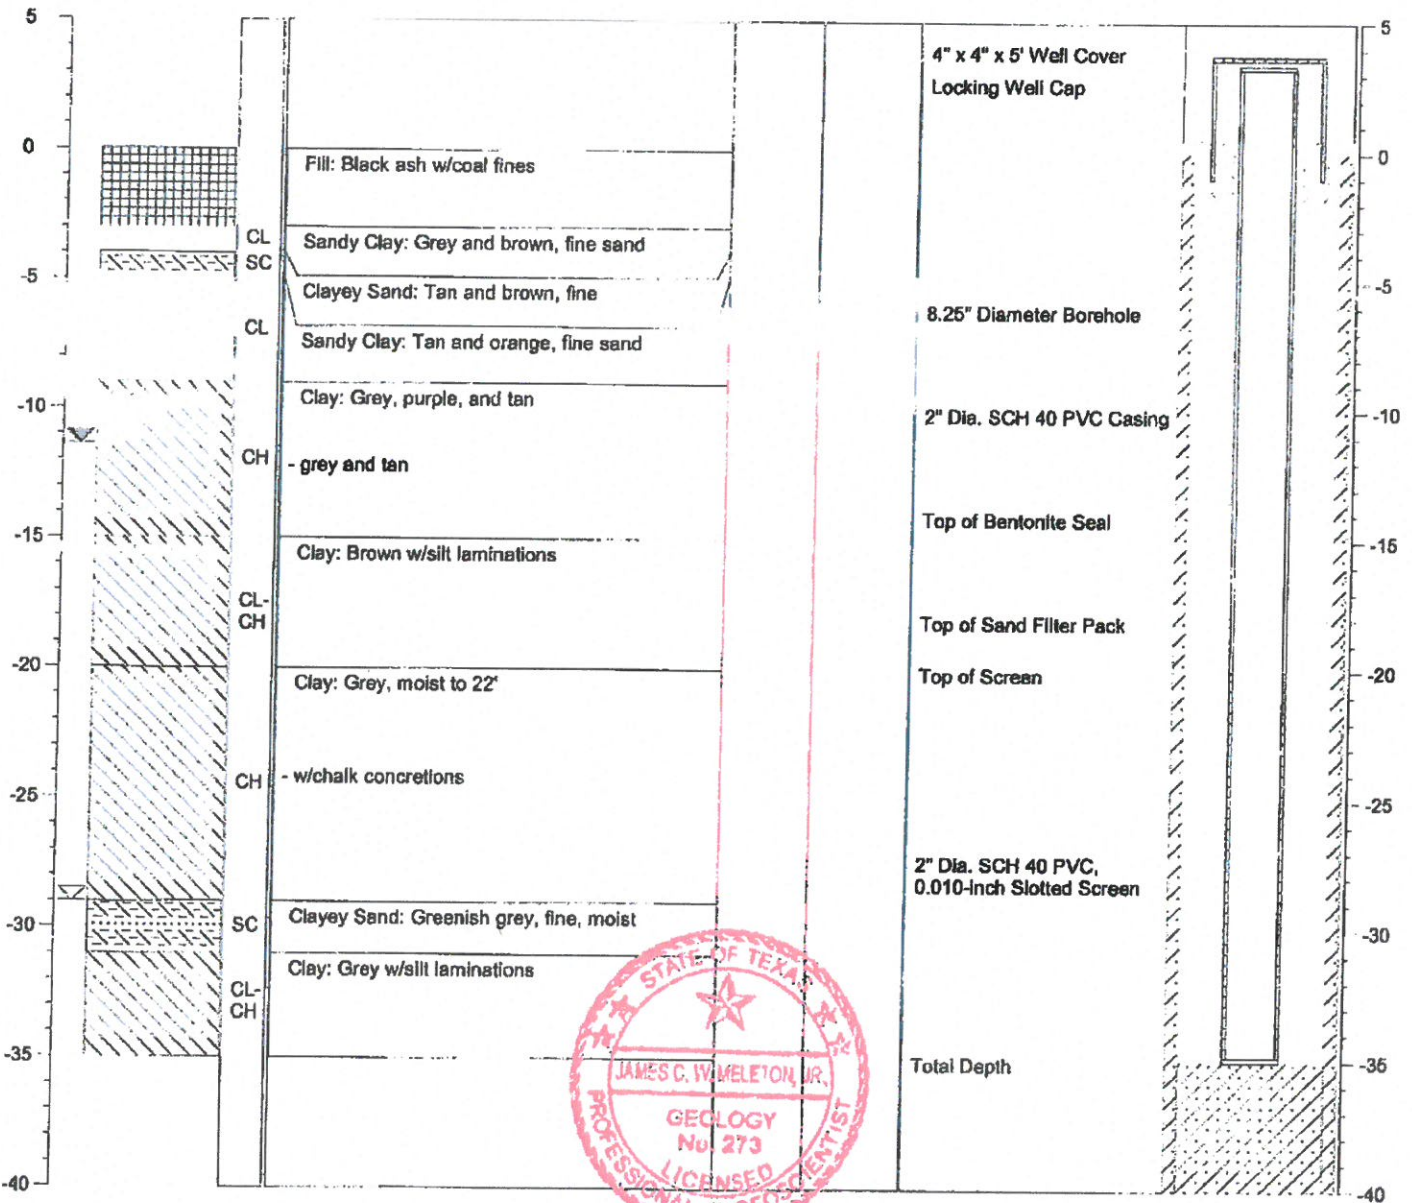 5
0
-5
-10
-15
-20
-25
-30
-35
-40
CL
SC
CL
CH
CL-
CH
CH
SC
CL-
CH
Fill: Black ash w/coal fines
Sandy Clay: Grey and brown, fine sand
Clayey Sand: Tan and brown, fine
Sandy Clay: Tan and orange, fine sand
Clay: Grey, purple, and tan
- grey and tan
Clay: Brown w/silt laminations
Clay: Grey, moist to 22'
- w/chalk concretions
Clayey Sand: Greenish grey, fine, moist
Clay: Grey w/silt laminations
4" x 4" x 5' Well Cover
Locking Well Cap
8.25" Diameter Borehole
2" Dia. SCH 40 PVC Casing
Top of Bentonite Seal
Top of Sand Filter Pack
Top of Screen
2" Dia. SCH 40 PVC,
0.010-inch Slotted Screen
Total Depth
5
0
-5
-10
-15
-20
-25
-30
-35
-40
STATE OF TEXAS
JAMES C. W. MELETON, JR.
GEOLOGY
No. 273
LICENSED
PROFESSIONAL GEOSCIENTIST